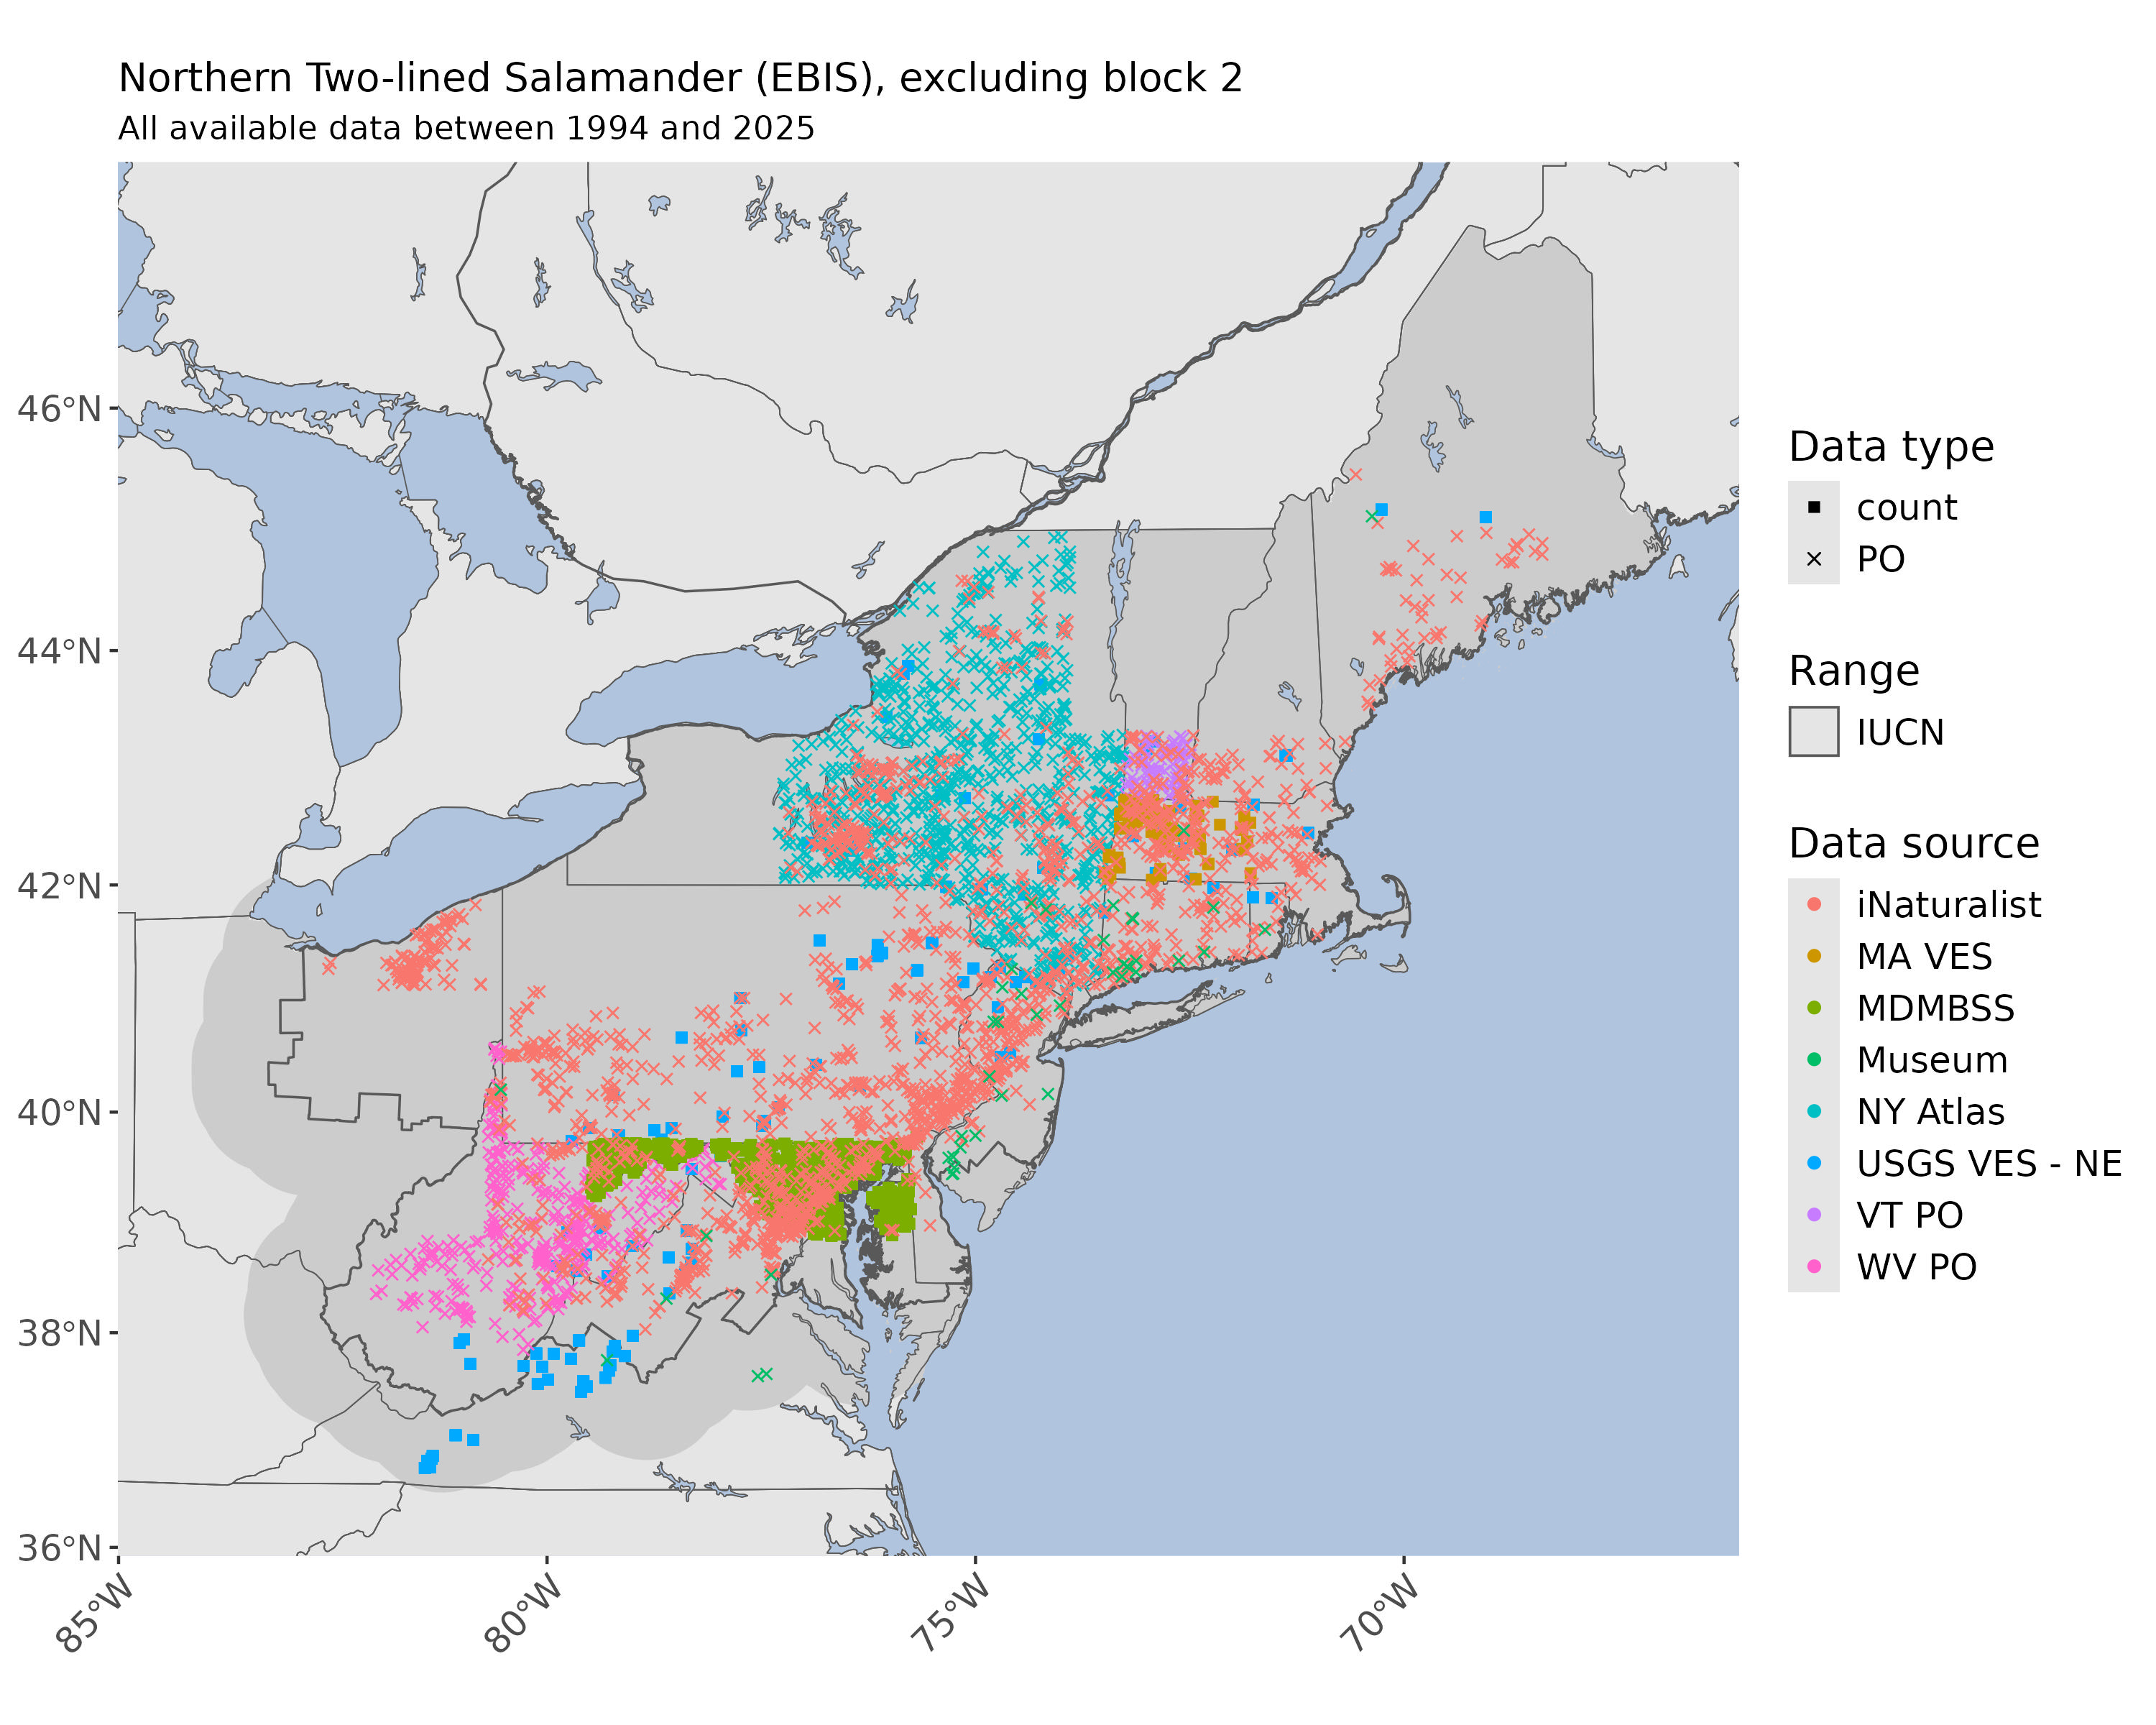 Northern Two-lined Salamander (EBIS), excluding block 2
All available data between 1994 and 2025
46°N
44°N
42°N
40°N
38°N
36°N
85°W
80°W
75°W
70°W
Data type
count
PO
Range
IUCN
Data source
iNaturalist
MA VES
MDMBSS
Museum
NY Atlas
USGS VES - NE
VT PO
WV PO